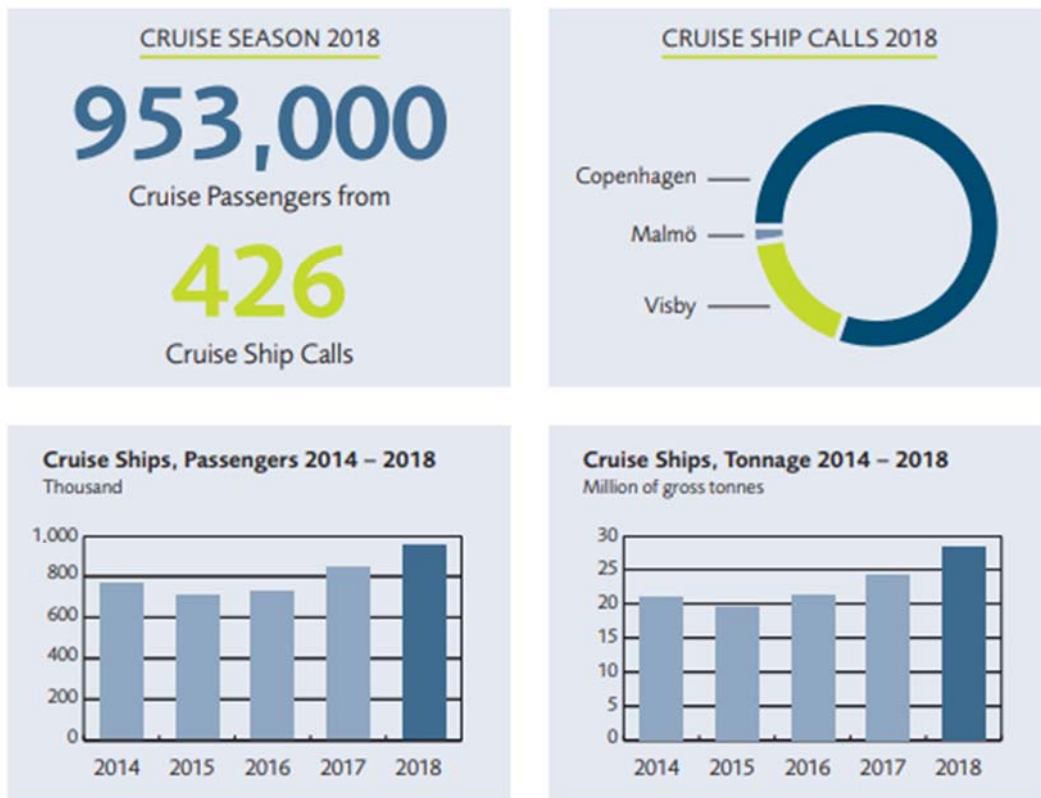 CRUISE SEASON 2018
953,000
Cruise Passengers from
426
Cruise Ship Calls
CRUISE SHIP CALLS 2018
Copenhagen
Malmö
Visby
Cruise Ships, Passengers 2014 – 2018
Thousand
1.000
800
600
400
200
0
2014 2015 2016 2017 2018
Cruise Ships, Tonnage 2014 – 2018
Million of gross tonnes
30
25
20
15
10
5
0
2014 2015 2016 2017 2018